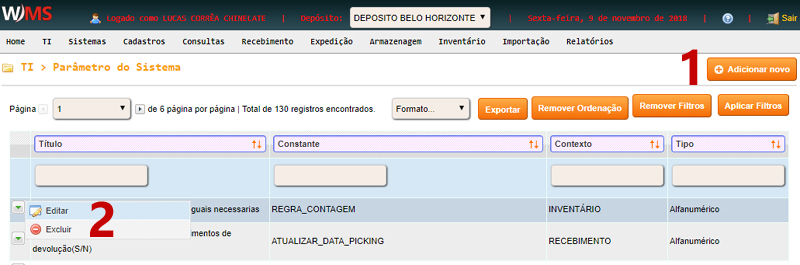 WMS Logado como LUCAS CORRÊA CHINELATE | Depósito: DEPOSITO BELO HORIZONTE | Sexta-feira, 9 de novembro de 2018 | | Sair
Home TI Sistemas Cadastros Consultas Recebimento Expedição Armazenagem Inventário Importação Relatórios
TI > Parâmetro do Sistema 1 Adicionar novo
Página 1 de 6 página por página | Total de 130 registros encontrados. Formato... Exportar Remover Ordenação Remover Filtros Aplicar Filtros
Título Constante Contexto Tipo
Editar 2 guais necessarias REGRA_CONTAGEM INVENTÁRIO Alfanumérico
Excluir mentos de
devolução(S/N) ATUALIZAR_DATA_PICKING RECEBIMENTO Alfanumérico